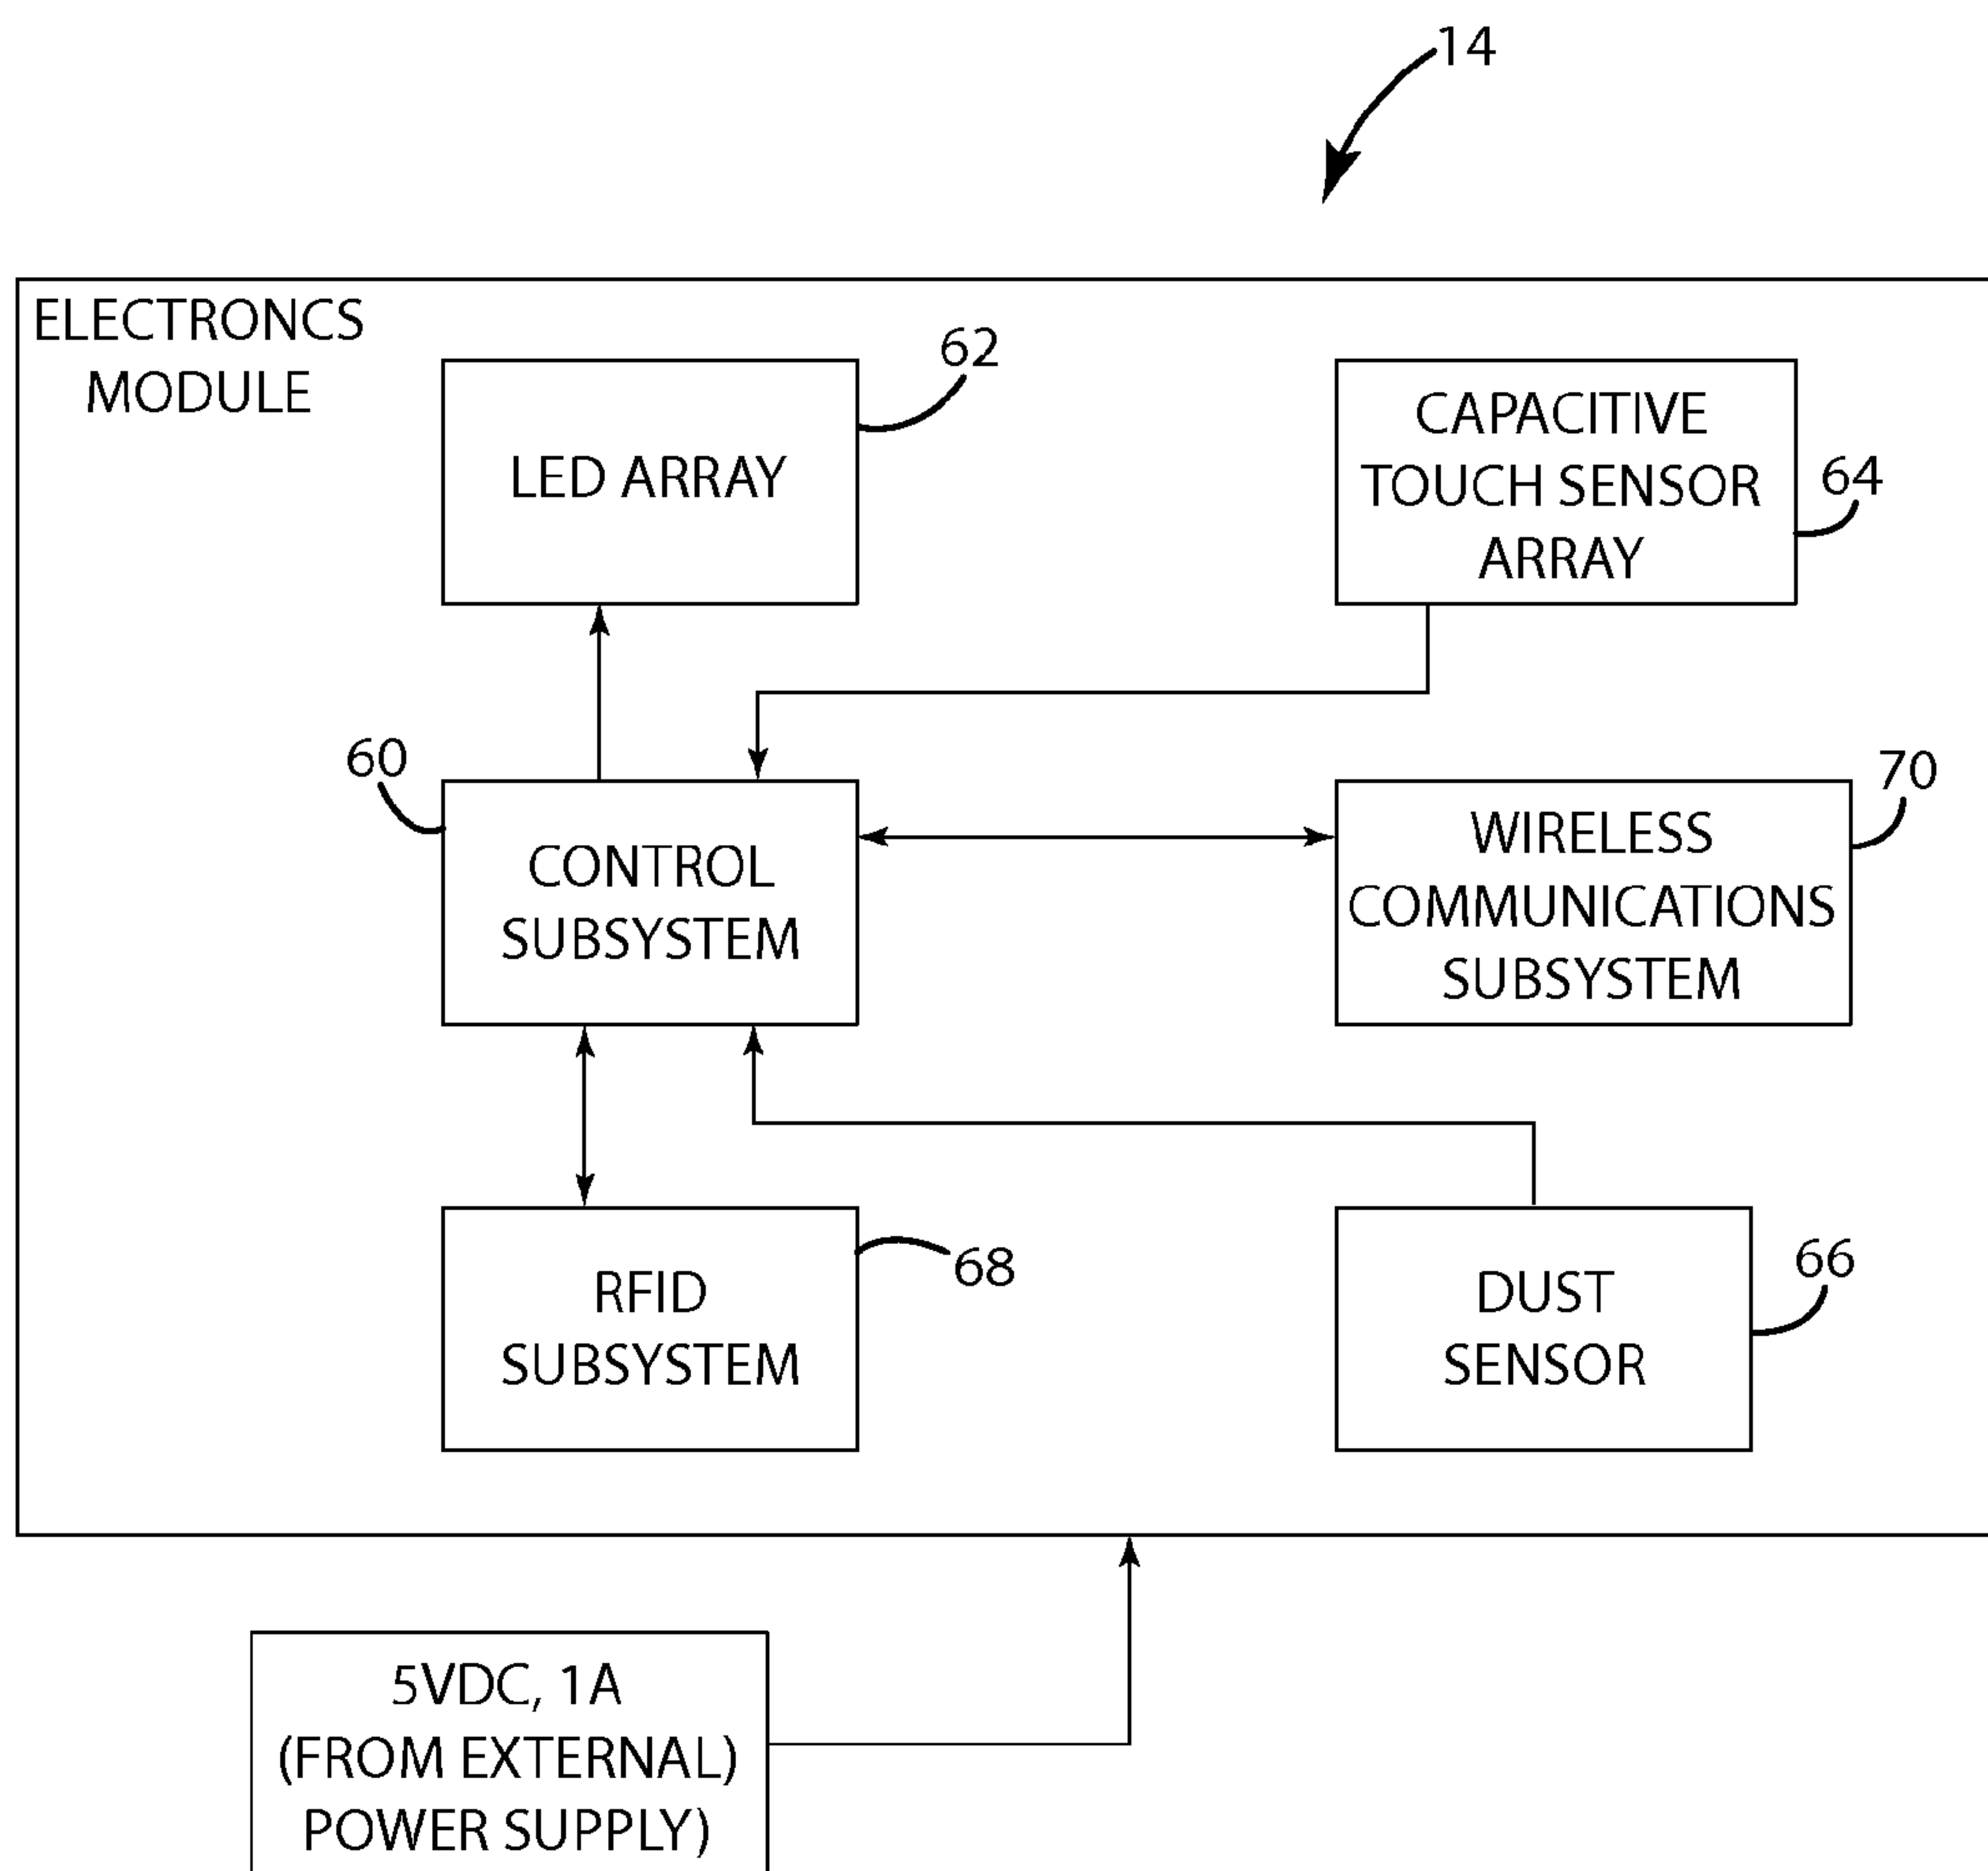 14
ELECTRONCS
MODULE
62
LED ARRAY
CAPACITIVE
TOUCH SENSOR
ARRAY
64
60
CONTROL
SUBSYSTEM
70
WIRELESS
COMMUNICATIONS
SUBSYSTEM
RFID
SUBSYSTEM
68
DUST
SENSOR
66
5VDC, 1A
(FROM EXTERNAL)
POWER SUPPLY)